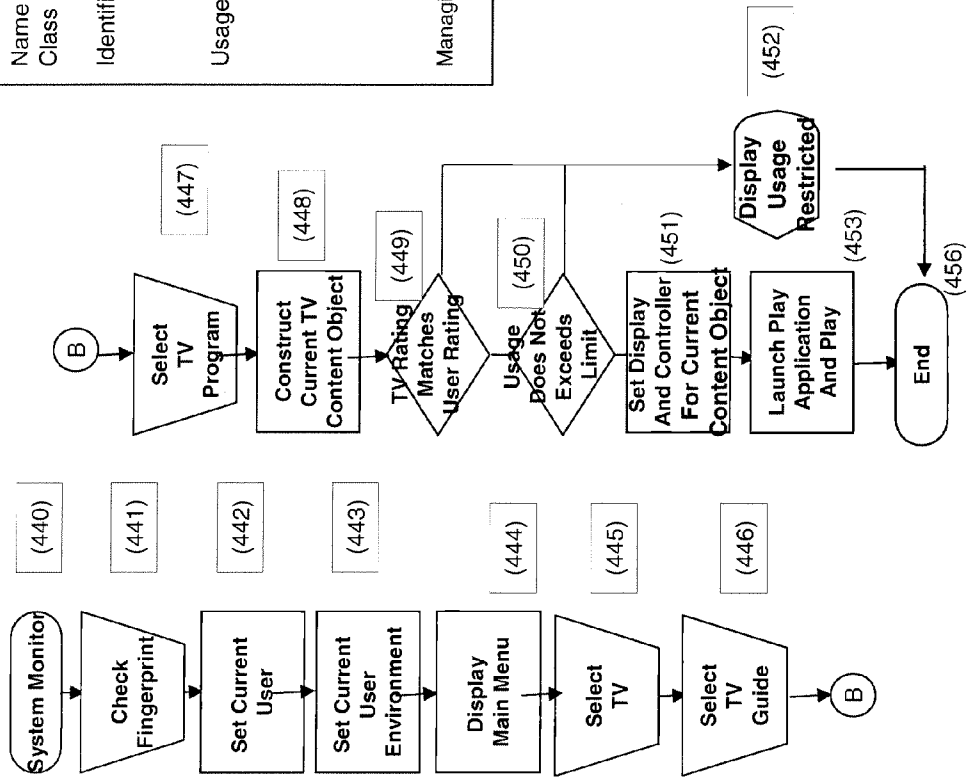 System Monitor
(440)
Check
Fingerprint
(441)
Set Current
User
(442)
Set Current
User
Environment
(443)
Display
Main Menu
(444)
Select
TV
(445)
Select
TV
Guide
(446)
B
B
Select
TV
Program
(447)
Construct
Current TV
Content Object
(448)
TV Rating
Matches
User Rating
(449)
Usage
Does Not
Exceeds
Limit
(450)
Set Display
And Controller
For Current
Content Object
(451)
Display
Usage
Restricted
(452)
Launch Play
Application
And Play
(453)
End
(456)
Name
Class
Identifi
Usage
Managi